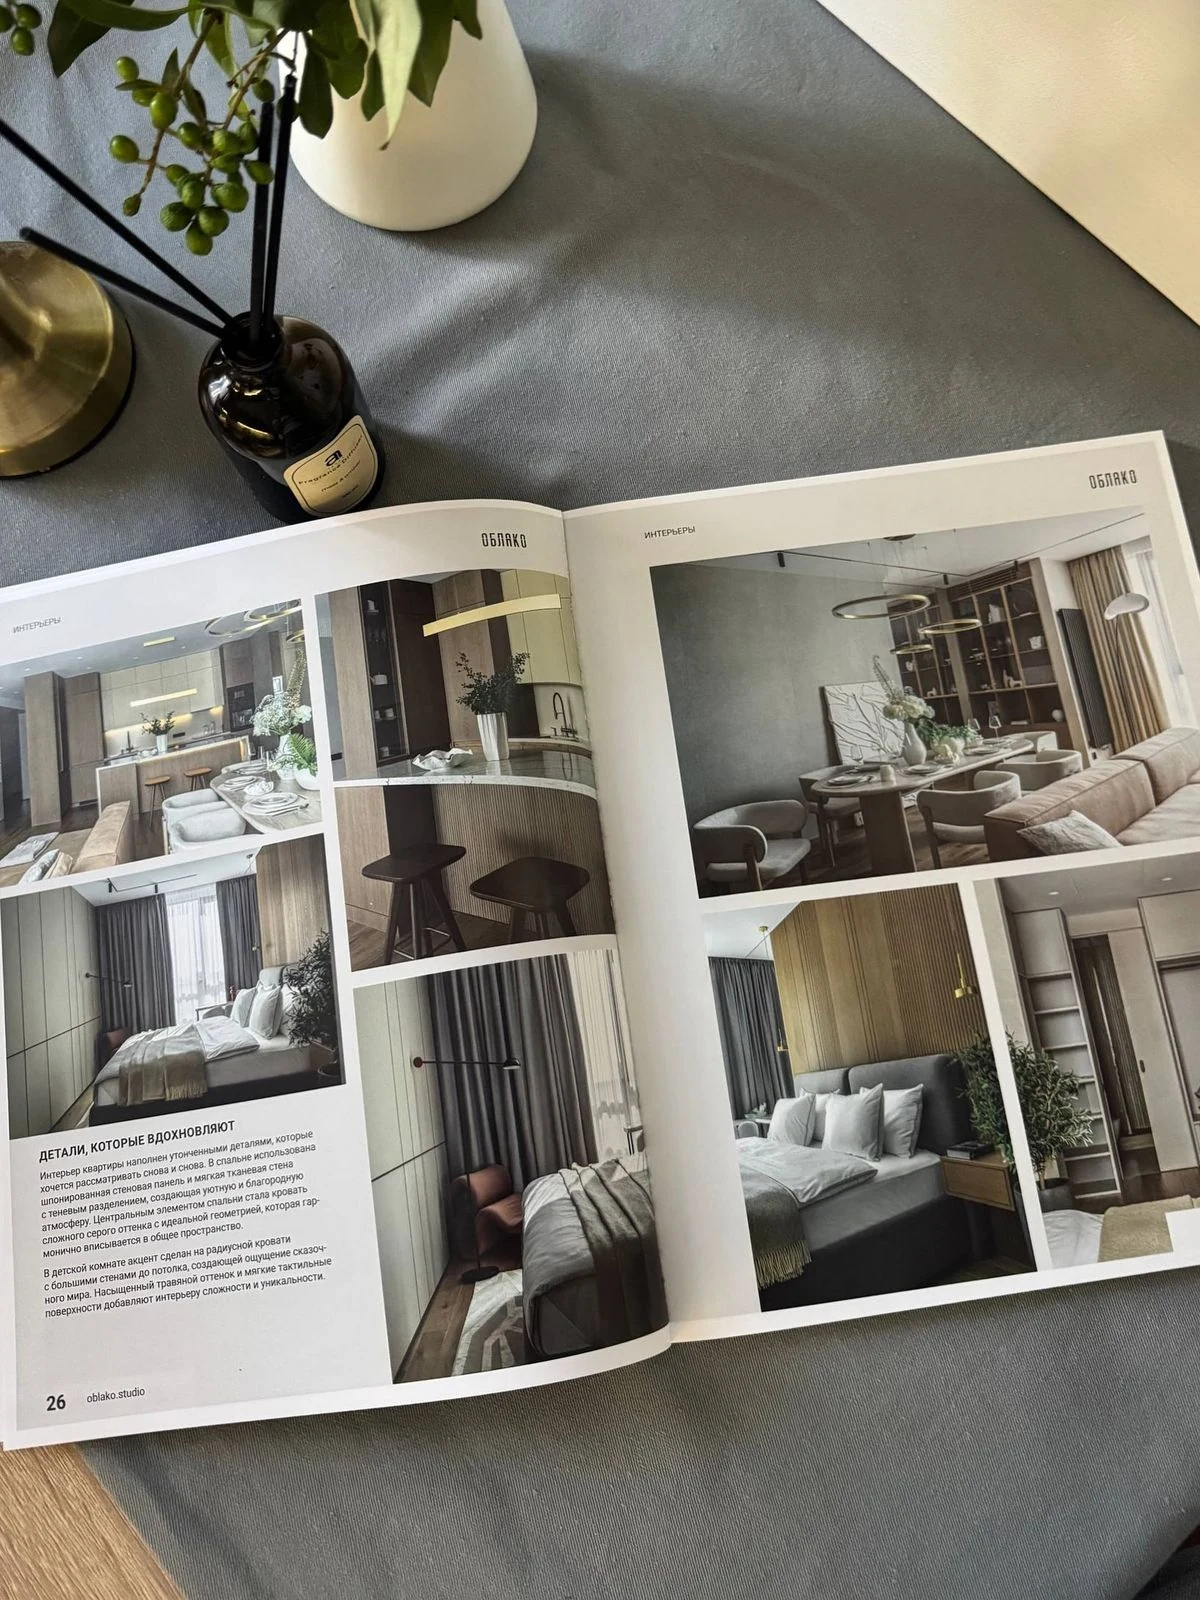 ai
Fragrance Diffuser
ОБЛАКО
ИНТЕРЬЕРЫ
ДЕТАЛИ, КОТОРЫЕ ВДОХНОВЛЯЮТ
Интерьер квартиры наполнен утонченными деталями, которые
хочется рассматривать снова и снова. В спальне использована
шпонированная стеновая панель и мягкая тканевая стена
с теневым разделением, создающая уютную и благородную
атмосферу. Центральным элементом спальни стала кровать
сложного серого оттенка с идеальной геометрией, которая гар-
монично вписывается в общее пространство.
В детской комнате акцент сделан на радиусной кровати
с большими стенами до потолка, создающей ощущение сказоч-
ного мира. Насыщенный травяной оттенок и мягкие тактильные
поверхности добавляют интерьеру сложности и уникальности.
26 oblako.studio
ИНТЕРЬЕРЫ
ОБЛАКО